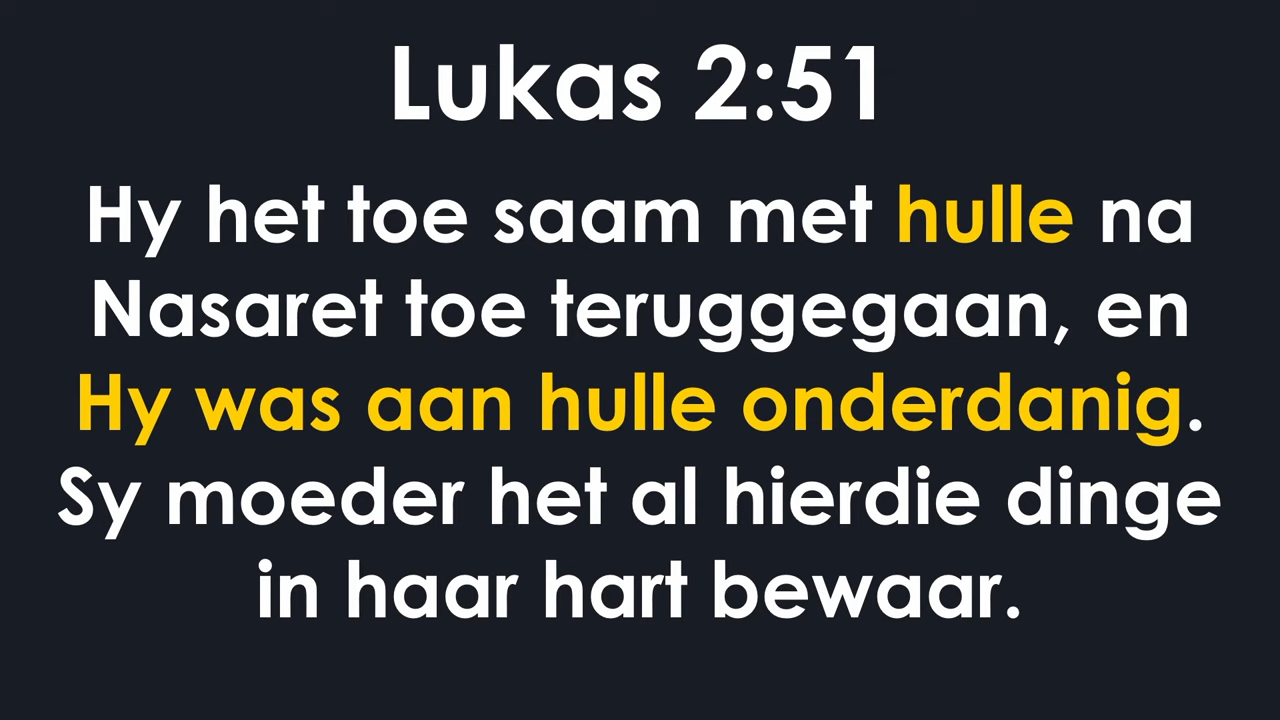 Lukas 2:51
Hy het toe saam met hulle na
Nasaret toe teruggegaan, en
Hy was aan hulle onderdanig.
Sy moeder het al hierdie dinge
in haar hart bewaar.